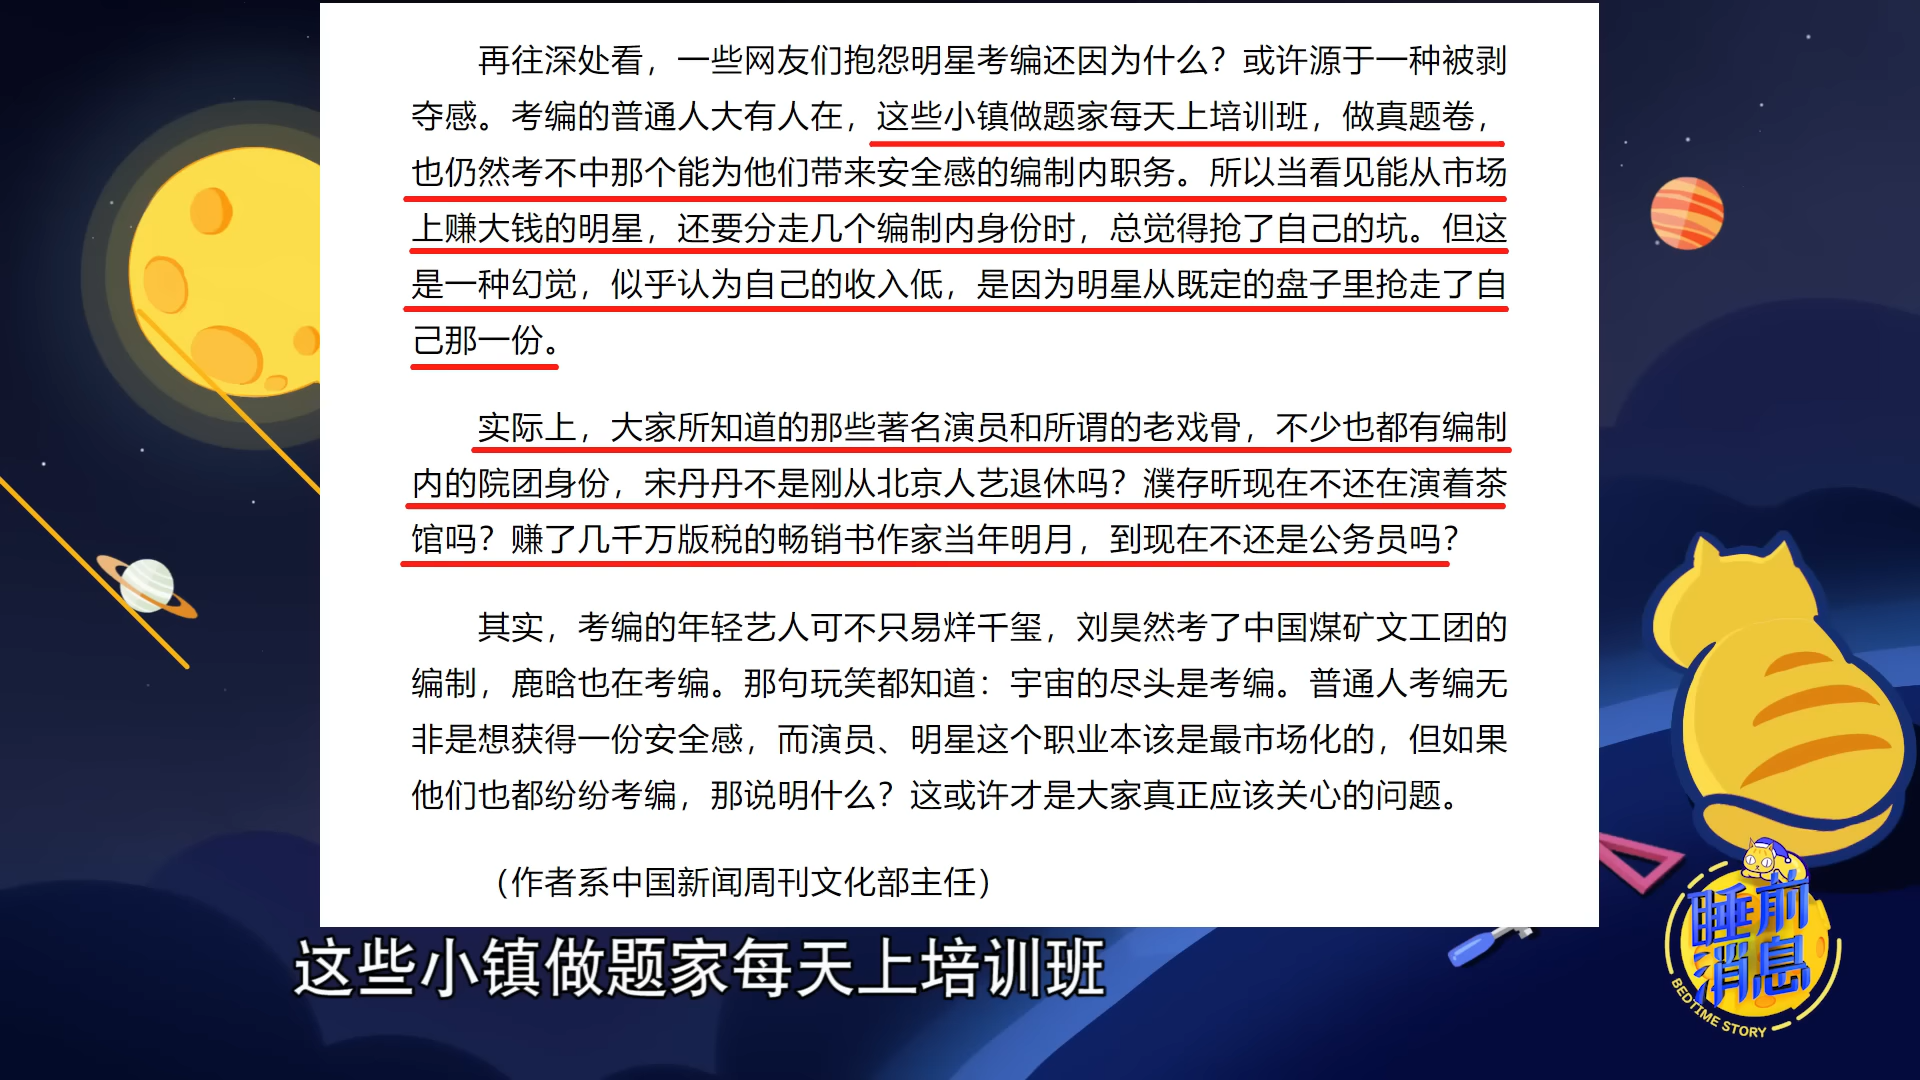 再往深处看，一些网友们抱怨明星考编还因为什么？或许源于一种被剥
夺感。考编的普通人大有人在，这些小镇做题家每天上培训班，做真题卷，
也仍然考不中那个能为他们带来安全感的编制内职务。所以当看见能从市场
上赚大钱的明星，还要分走几个编制内身份时，总觉得抢了自己的坑。但这
是一种幻觉，似乎认为自己的收入低，是因为明星从既定的盘子里抢走了自
己那一份。
实际上，大家所知道的那些著名演员和所谓的老戏骨，不少也都有编制
内的院团身份，宋丹丹不是刚从北京人艺退休吗？濮存昕现在不还在演着茶
馆吗？赚了几千万版税的畅销书作家当年明月，到现在不还是公务员吗？
其实，考编的年轻艺人可不只易烊千玺，刘昊然考了中国煤矿文工团的
编制，鹿晗也在考编。那句玩笑都知道：宇宙的尽头是考编。普通人考编无
非是想获得一份安全感，而演员、明星这个职业本该是最市场化的，但如果
他们也都纷纷考编，那说明什么？这或许才是大家真正应该关心的问题。
（作者系中国新闻周刊文化部主任）
这些小镇做题家每天上培训班
睡前
消息
BEDTIME STORY